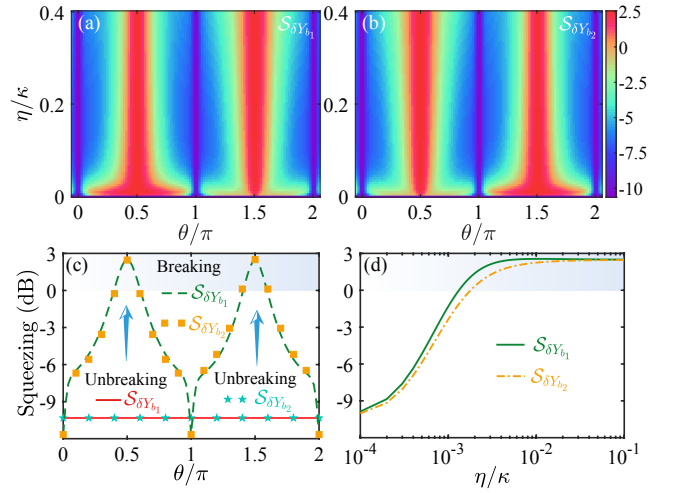 (a) 𝒮_{δY_{b_1}}
(b) 𝒮_{δY_{b_2}}
0.4
0.2
0
η/κ
0 0.5 1 1.5 2
θ/π
0 0.5 1 1.5 2
θ/π
2.5
0
-2.5
-5
-7.5
-10
(c)
Breaking
𝒮_{δY_{b_1}}
𝒮_{δY_{b_2}}
Unbreaking
Unbreaking
𝒮_{δY_{b_1}}
𝒮_{δY_{b_2}}
Squeezing (dB)
3
0
-3
-6
-9
0 0.5 1 1.5 2
θ/π
(d)
𝒮_{δY_{b_1}}
𝒮_{δY_{b_2}}
3
0
-3
-6
-9
10^{-4} 10^{-3} 10^{-2} 10^{-1}
η/κ